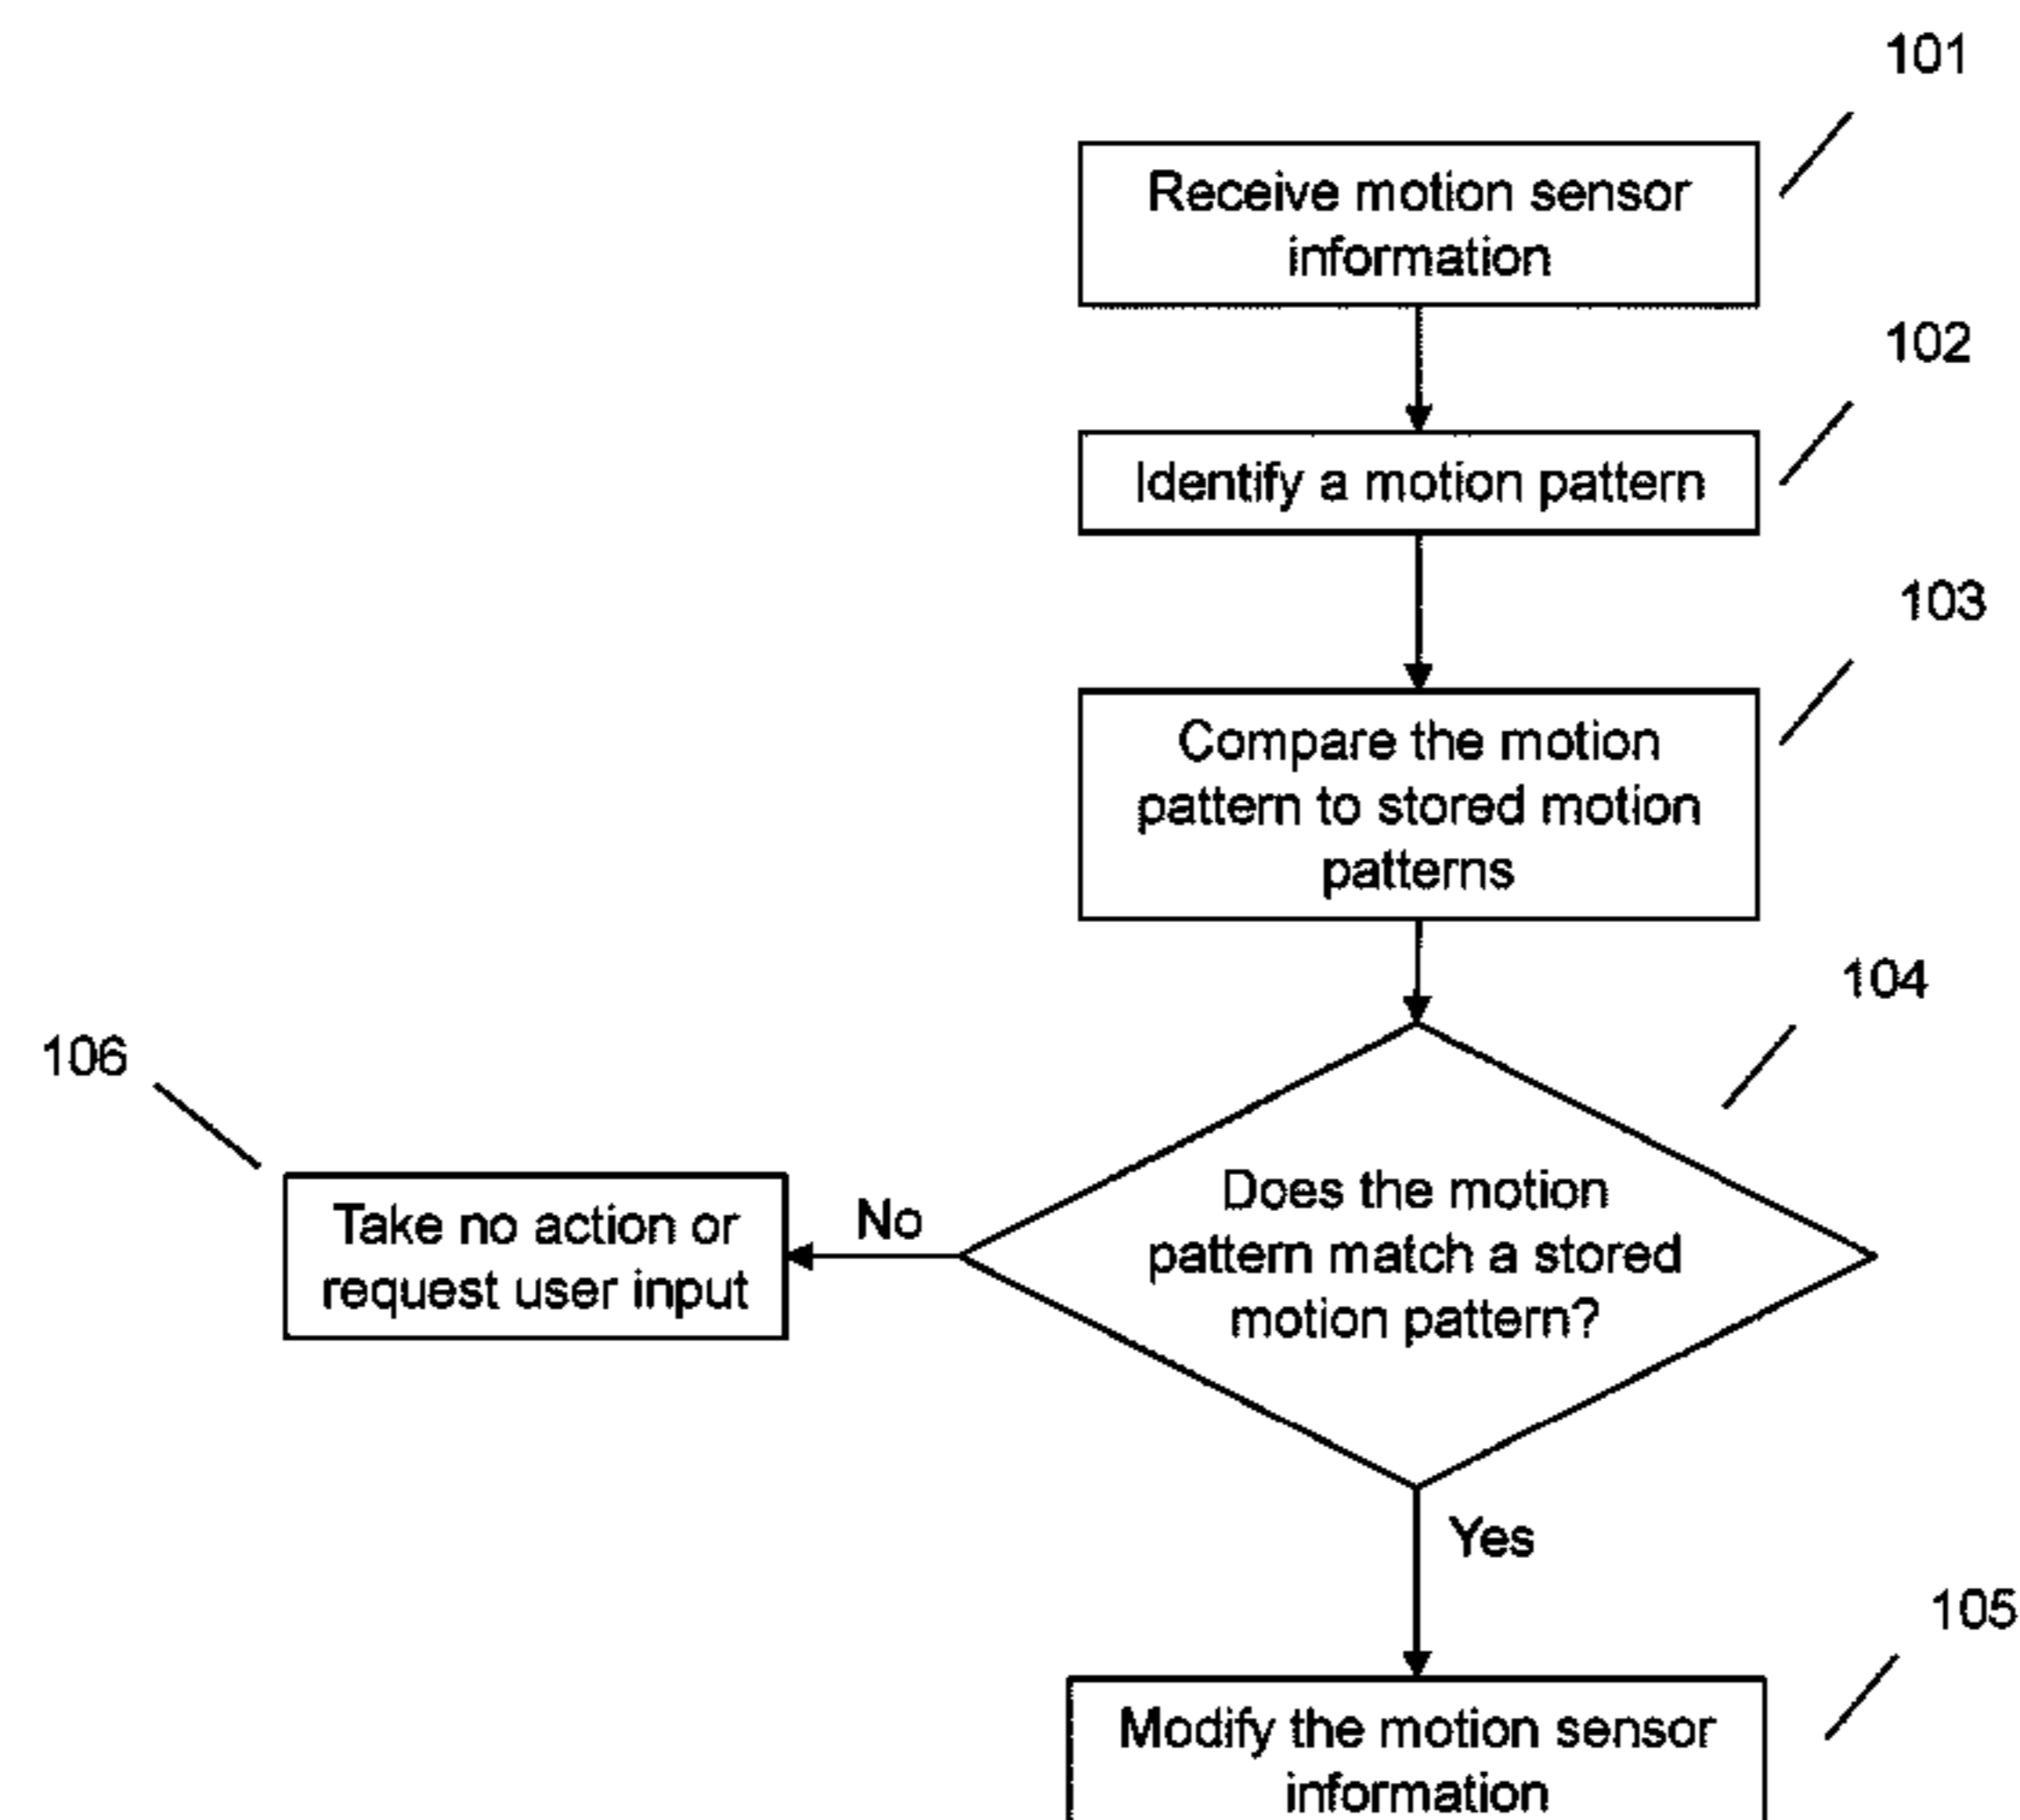 101
Receive motion sensor
information
102
Identify a motion pattern
103
Compare the motion
pattern to stored motion
patterns
104
106
Does the motion
pattern match a stored
motion pattern?
No
Take no action or
request user input
Yes
105
Modify the motion sensor
information